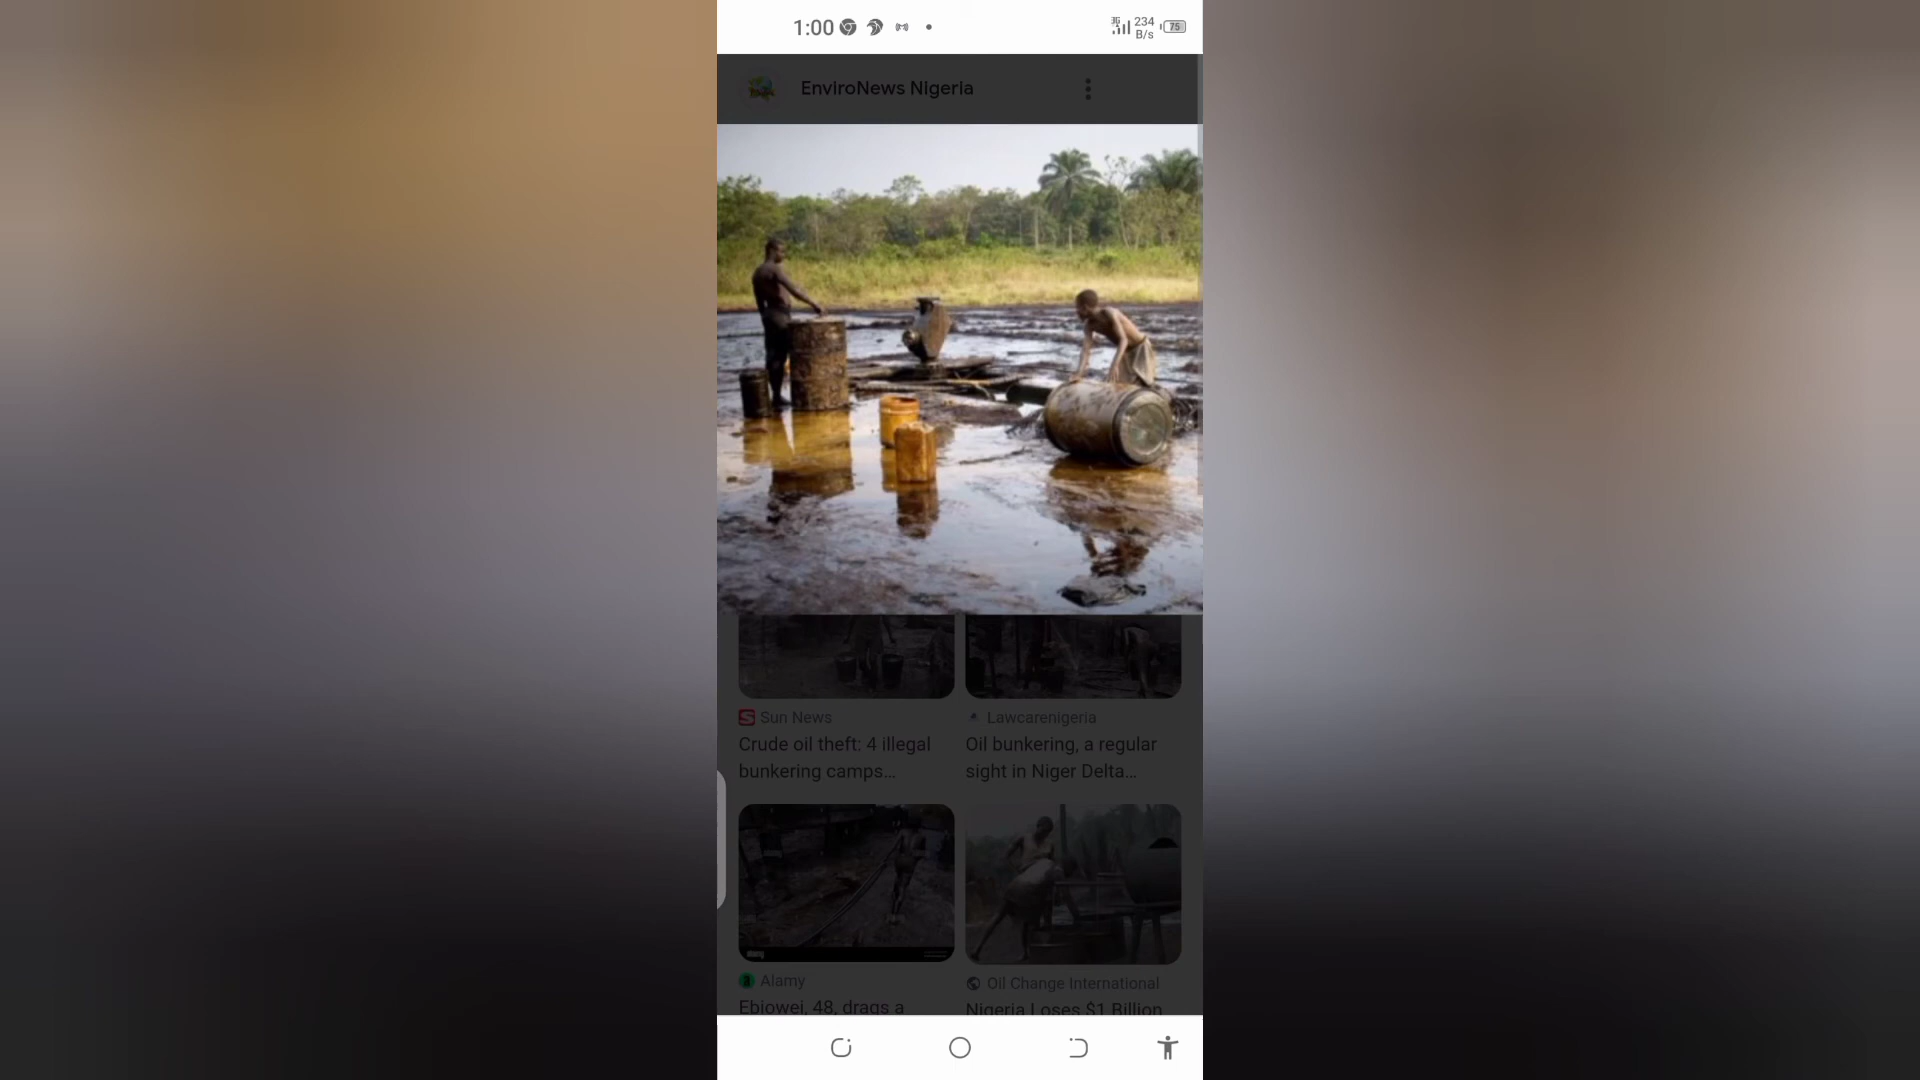 1:00
3G
234
B/s
75
EnviroNews Nigeria
Sun News
Crude oil theft: 4 illegal
bunkering camps...
Lawcarenigeria
Oil bunkering, a regular
sight in Niger Delta...
Alamy
Ebiowei, 48, drags a
Oil Change International
Nigeria Loses $1 Billion